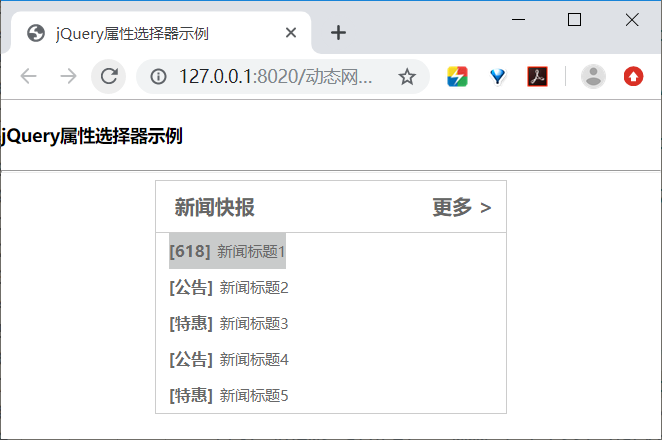 jQuery属性选择器示例
127.0.0.1:8020/动态网...
jQuery属性选择器示例
新闻快报 更多 >
[618] 新闻标题1
[公告] 新闻标题2
[特惠] 新闻标题3
[公告] 新闻标题4
[特惠] 新闻标题5